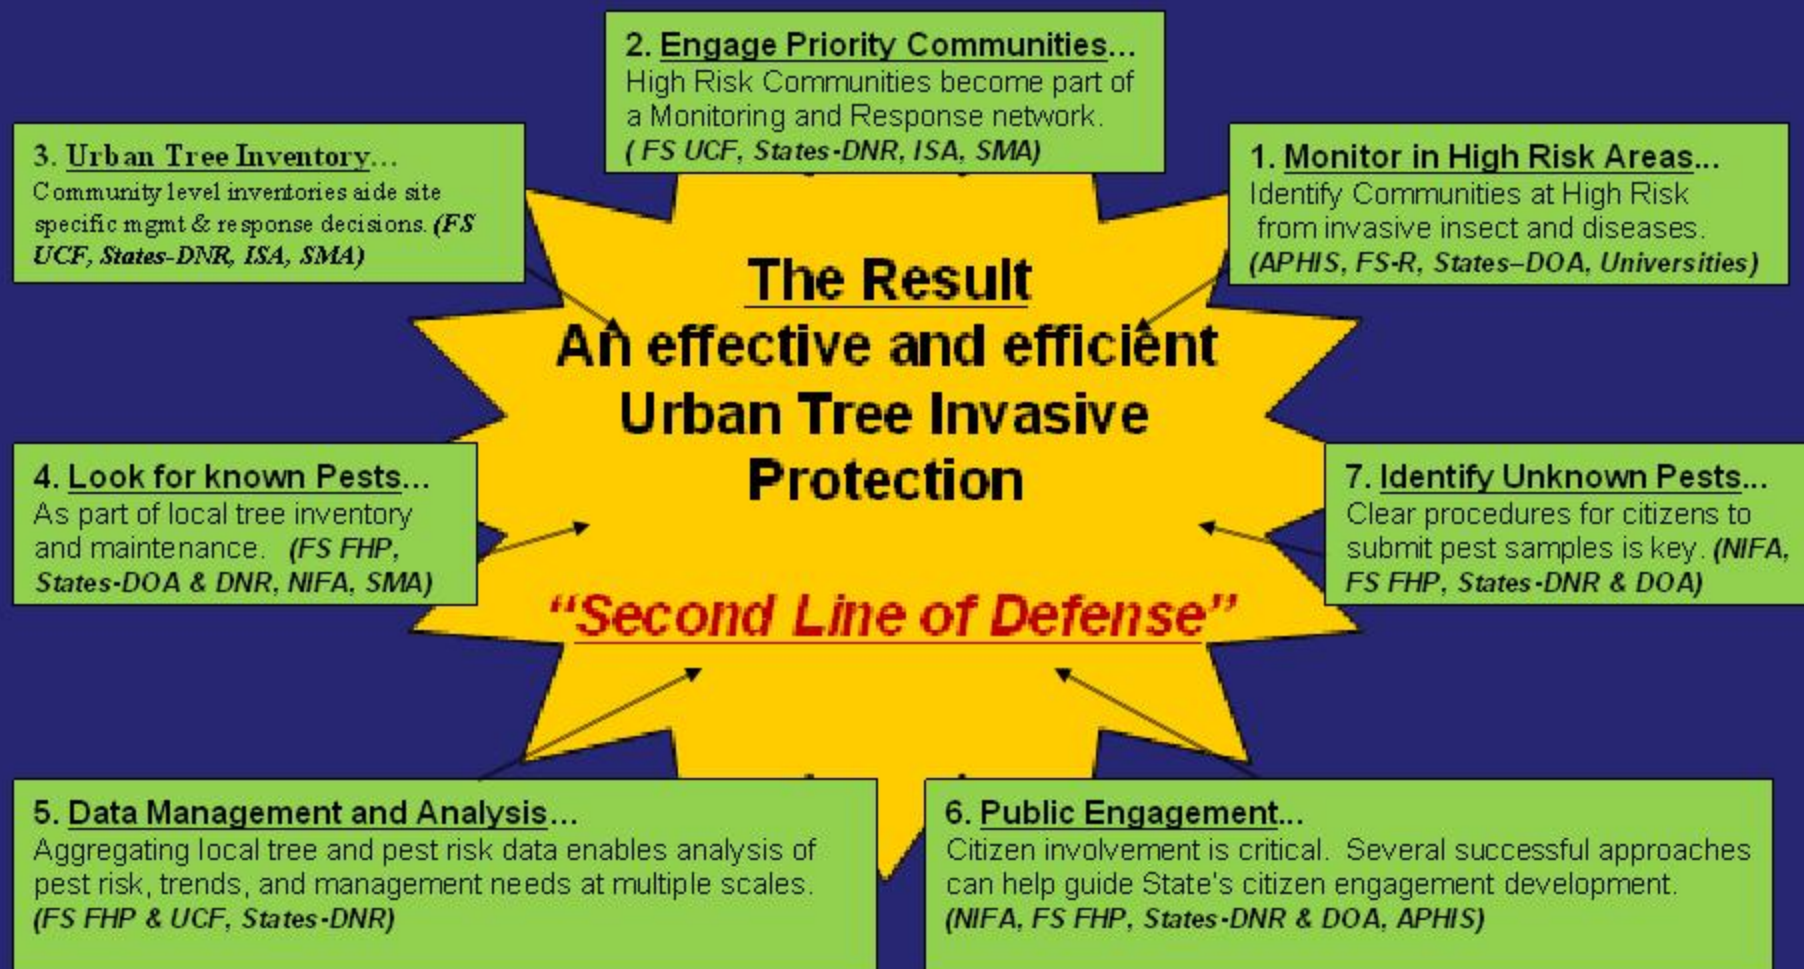 2. Engage Priority Communities...
High Risk Communities become part of
a Monitoring and Response network.
( FS UCF, States-DNR, ISA, SMA)
3. Urban Tree Inventory...
Community level inventories aide site
specific mgmt & response decisions. (FS
UCF, States-DNR, ISA, SMA)
1. Monitor in High Risk Areas...
Identify Communities at High Risk
from invasive insect and diseases.
(APHIS, FS-R, States–DOA, Universities)
The Result
An effective and efficient
Urban Tree Invasive
Protection
“Second Line of Defense”
4. Look for known Pests...
As part of local tree inventory
and maintenance. (FS FHP,
States-DOA & DNR, NIFA, SMA)
7. Identify Unknown Pests...
Clear procedures for citizens to
submit pest samples is key. (NIFA,
FS FHP, States-DNR & DOA)
5. Data Management and Analysis...
Aggregating local tree and pest risk data enables analysis of
pest risk, trends, and management needs at multiple scales.
(FS FHP & UCF, States-DNR)
6. Public Engagement...
Citizen involvement is critical. Several successful approaches
can help guide State's citizen engagement development.
(NIFA, FS FHP, States-DNR & DOA, APHIS)